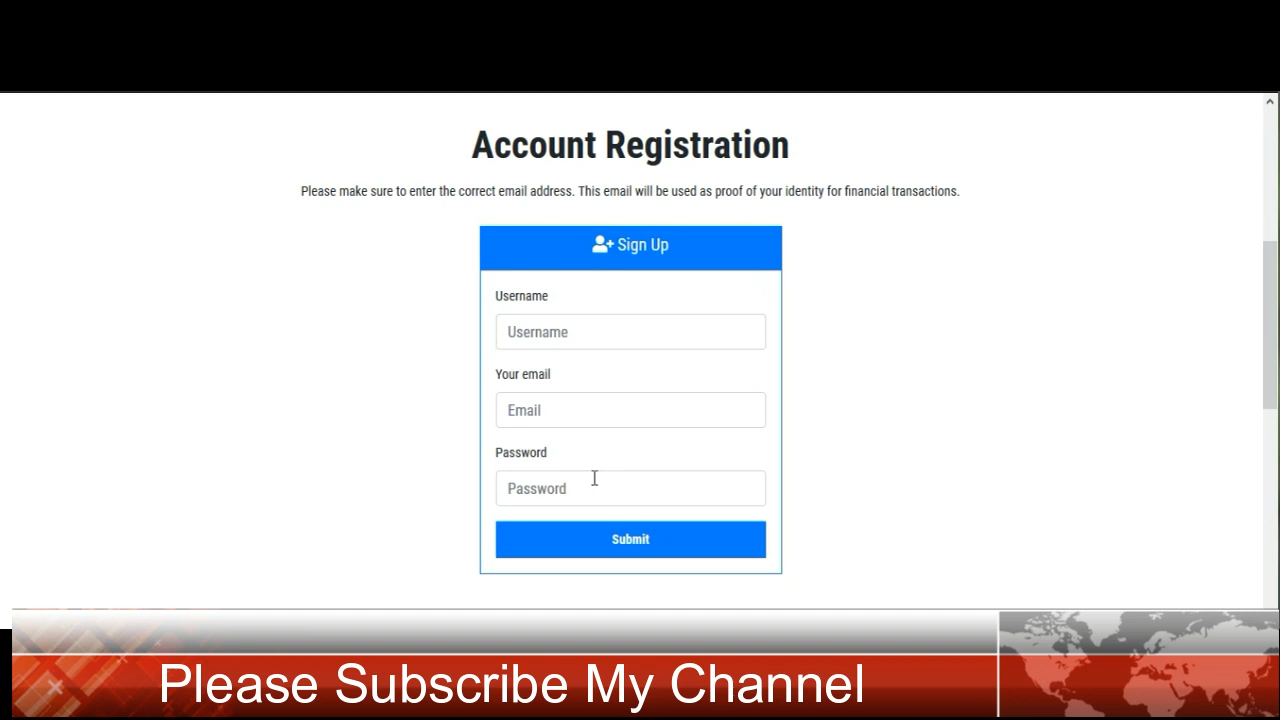 Account Registration
Please make sure to enter the correct email address. This email will be used as proof of your identity for financial transactions.
Sign Up
Username
Username
Your email
Email
Password
Password
Submit
Please Subscribe My Channel